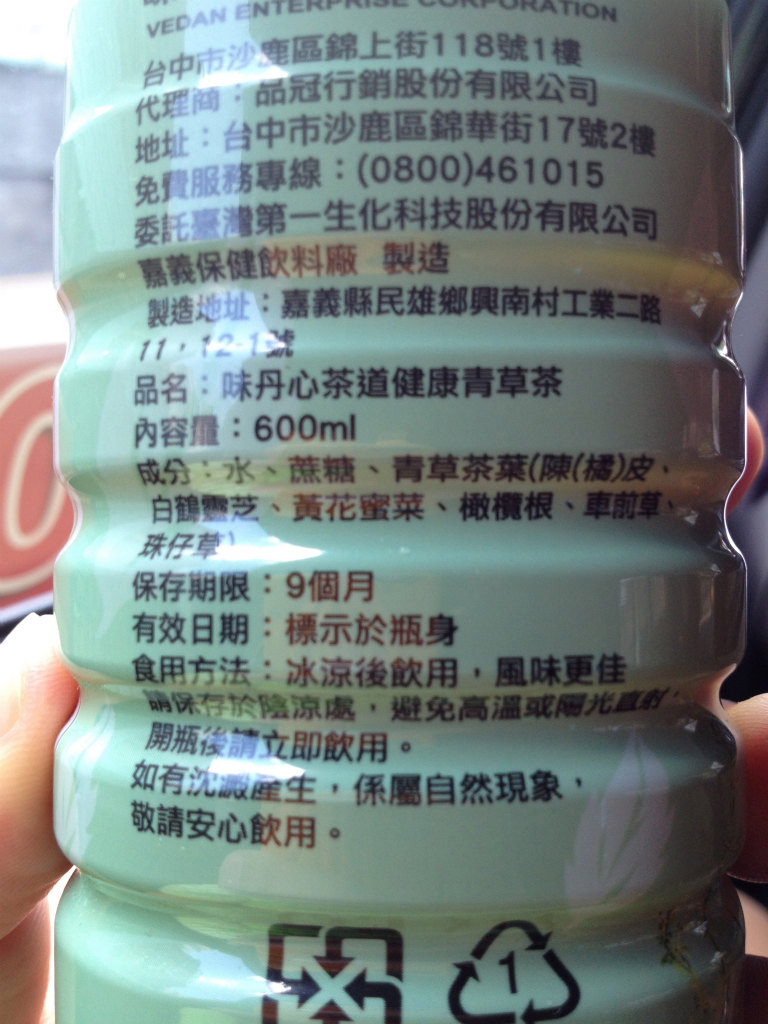 VEDAN ENTERPRISE CORPORATION
台中市沙鹿區錦上街118號1樓
代理商：品冠行銷股份有限公司
地址：台中市沙鹿區錦華街17號2樓
免費服務專線：(0800)461015
委託臺灣第一生化科技股份有限公司
嘉義保健飲料廠 製造
製造地址：嘉義縣民雄鄉興南村工業二路
11，12-1號
品名：味丹心茶道健康青草茶
內容量：600ml
成分：水、蔗糖、青草茶葉(陳(橘)皮、
白鶴靈芝、黃花蜜菜、橄欖根、車前草、
珠仔草)
保存期限：9個月
有效日期：標示於瓶身
食用方法：冰涼後飲用，風味更佳
請保存於陰涼處，避免高溫或陽光直射，
開瓶後請立即飲用。
如有沈澱產生，係屬自然現象，
敬請安心飲用。
1